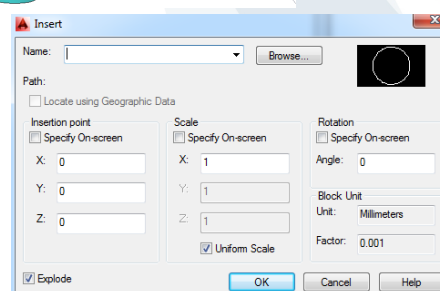 Insert
Name:
Browse...
Path:
Locate using Geographic Data
Insertion point
Specify On-screen
X: 0
Y: 0
Z: 0
Scale
Specify On-screen
X: 1
Y: 1
Z: 1
Uniform Scale
Rotation
Specify On-screen
Angle: 0
Block Unit
Unit: Millimeters
Factor: 0.001
Explode
OK
Cancel
Help